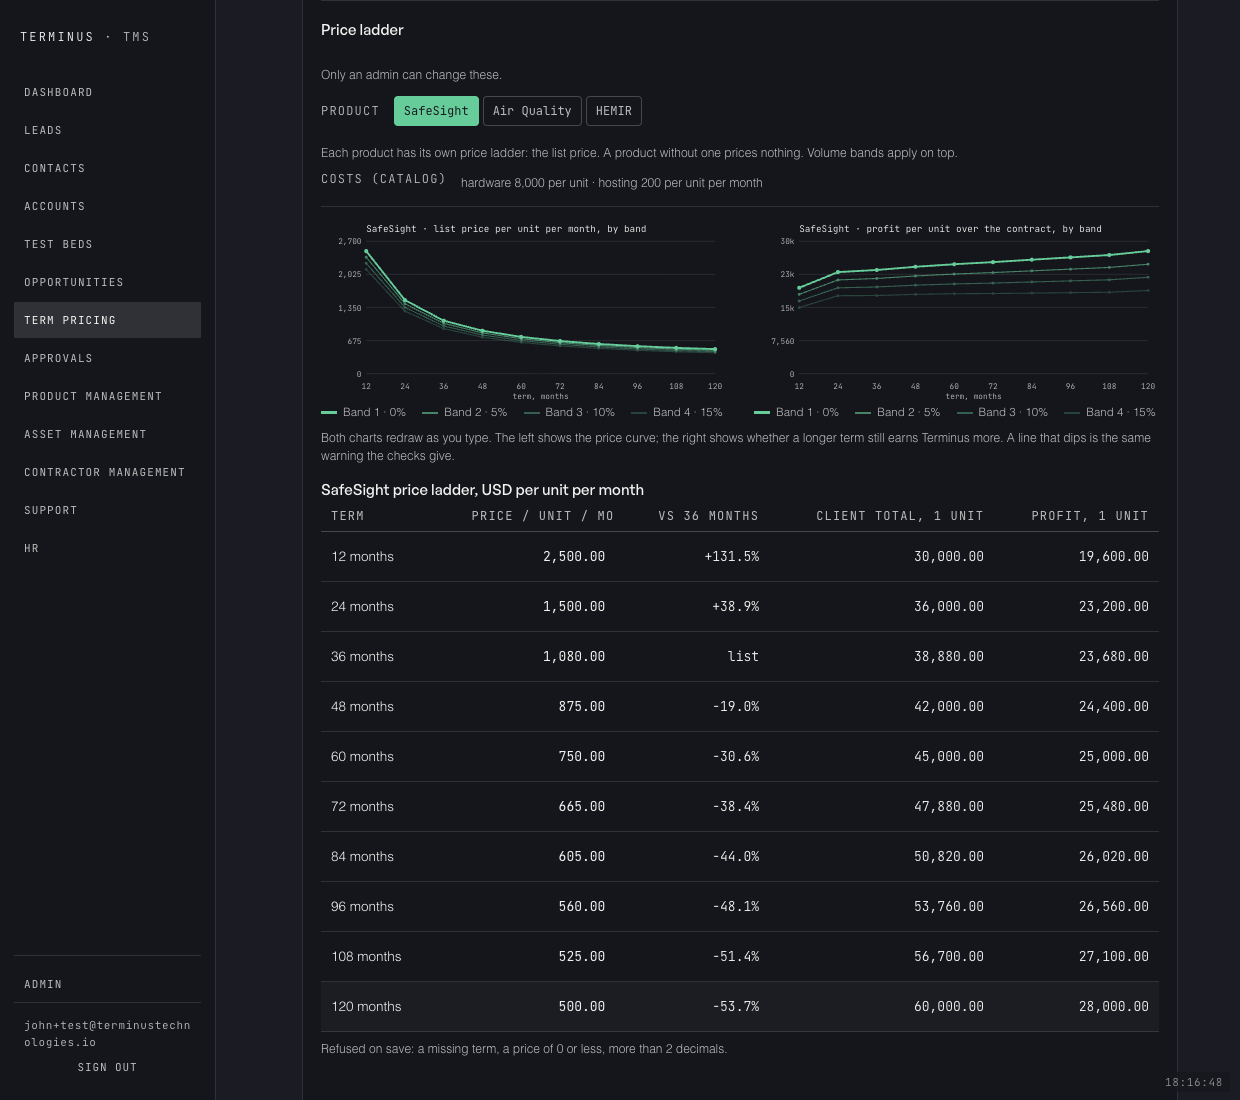 TERMINUS · TMS
DASHBOARD
LEADS
CONTACTS
ACCOUNTS
TEST BEDS
OPPORTUNITIES
TERM PRICING
APPROVALS
PRODUCT MANAGEMENT
ASSET MANAGEMENT
CONTRACTOR MANAGEMENT
SUPPORT
HR
ADMIN
john+test@terminustechn
ologies.io
SIGN OUT
Price ladder
Only an admin can change these.
PRODUCT SafeSight Air Quality HEMIR
Each product has its own price ladder: the list price. A product without one prices nothing. Volume bands apply on top.
COSTS (CATALOG) hardware 8,000 per unit · hosting 200 per unit per month
SafeSight · list price per unit per month, by band
2,700
2,025
1,350
675
0
12 24 36 48 60 72 84 96 108 120
term, months
Band 1 · 0% Band 2 · 5% Band 3 · 10% Band 4 · 15%
SafeSight · profit per unit over the contract, by band
30k
23k
15k
7,560
0
12 24 36 48 60 72 84 96 108 120
term, months
Band 1 · 0% Band 2 · 5% Band 3 · 10% Band 4 · 15%
Both charts redraw as you type. The left shows the price curve; the right shows whether a longer term still earns Terminus more. A line that dips is the same
warning the checks give.
SafeSight price ladder, USD per unit per month
TERM PRICE / UNIT / MO VS 36 MONTHS CLIENT TOTAL, 1 UNIT PROFIT, 1 UNIT
12 months 2,500.00 +131.5% 30,000.00 19,600.00
24 months 1,500.00 +38.9% 36,000.00 23,200.00
36 months 1,080.00 list 38,880.00 23,680.00
48 months 875.00 -19.0% 42,000.00 24,400.00
60 months 750.00 -30.6% 45,000.00 25,000.00
72 months 665.00 -38.4% 47,880.00 25,480.00
84 months 605.00 -44.0% 50,820.00 26,020.00
96 months 560.00 -48.1% 53,760.00 26,560.00
108 months 525.00 -51.4% 56,700.00 27,100.00
120 months 500.00 -53.7% 60,000.00 28,000.00
Refused on save: a missing term, a price of 0 or less, more than 2 decimals.
18:16:48